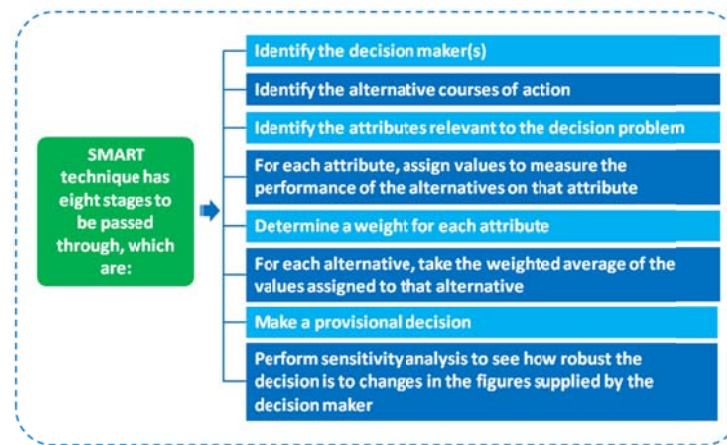 SMART
technique has
eight stages to
be passed
through, which
are:
Identify the decision maker(s)
Identify the alternative courses of action
Identify the attributes relevant to the decision problem
For each attribute, assign values to measure the
performance of the alternatives on that attribute
Determine a weight for each attribute
For each alternative, take the weighted average of the
values assigned to that alternative
Make a provisional decision
Perform sensitivity analysis to see how robust the
decision is to changes in the figures supplied by the
decision maker